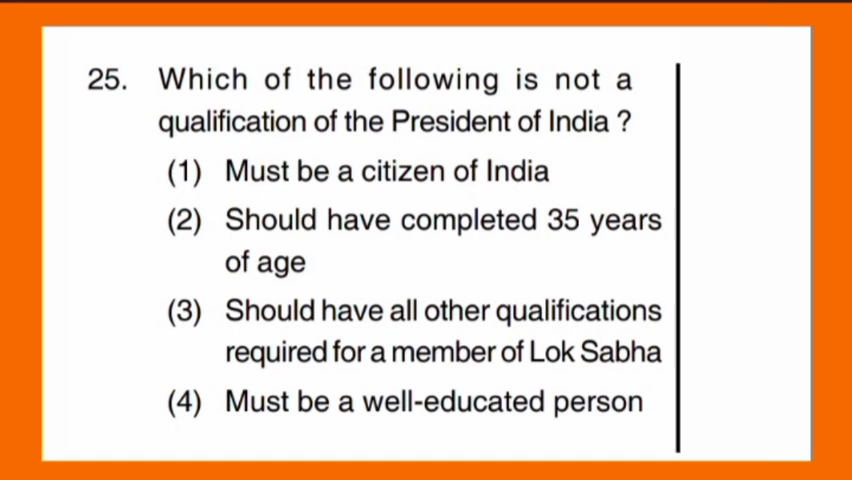 25. Which of the following is not a
qualification of the President of India ?
(1) Must be a citizen of India
(2) Should have completed 35 years
of age
(3) Should have all other qualifications
required for a member of Lok Sabha
(4) Must be a well-educated person